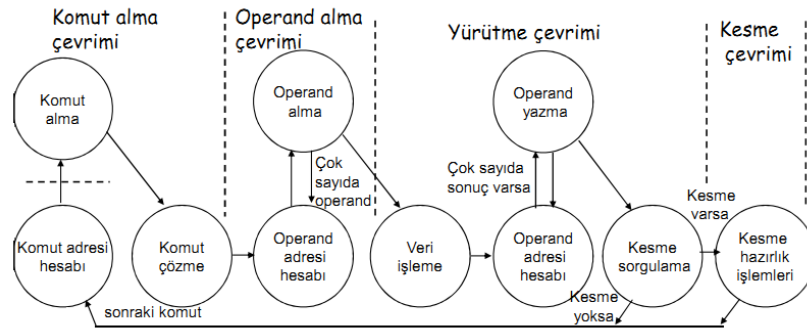 Komut alma
çevrimi
Operand alma
çevrimi
Yürütme çevrimi
Kesme
çevrimi
Komut
alma
Operand
alma
Operand
yazma
Çok
sayıda
operand
Çok sayıda
sonuç varsa
Kesme
varsa
Komut adresi
hesabı
Komut
çözme
Operand
adresi
hesabı
Veri
işleme
Operand
adresi
hesabı
Kesme
sorgulama
Kesme
hazırlık
işlemleri
sonraki komut
Kesme
yoksa